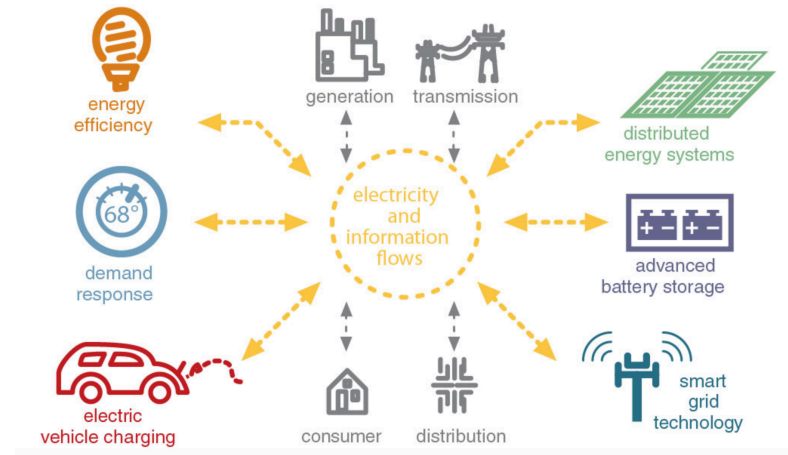 generation
transmission
energy
efficiency
distributed
energy systems
electricity
and
information
flows
68°
demand
response
advanced
battery storage
electric
vehicle charging
consumer
distribution
smart
grid
technology